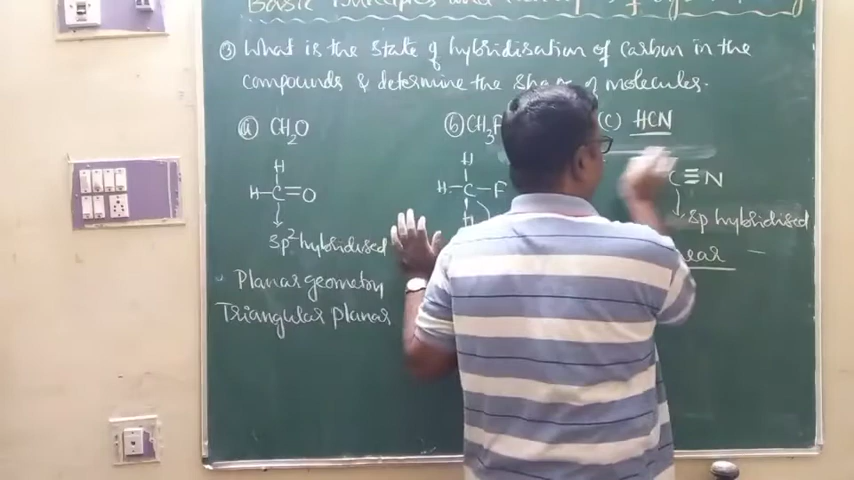 Basic Principles and
③ What is the State of hybridisation of carbon in the
compounds & determine the shape of molecules.
ⓐ CH₂O
ⓑ CH₃F
(C) HCN
H
H-C=O
sp² hybridised
Planar geometry
Triangular planar
H
H-C-F
H
C≡N
sp hybridised